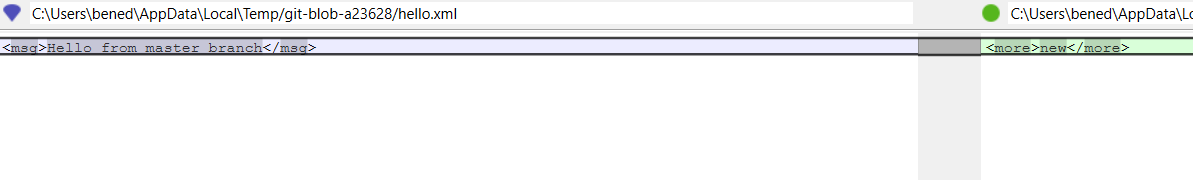 C:\Users\bened\AppData\Local\Temp/git-blob-a23628/hello.xml
C:\Users\bened\AppData\Lo
<msg>Hello from master branch</msg>
<more>new</more>